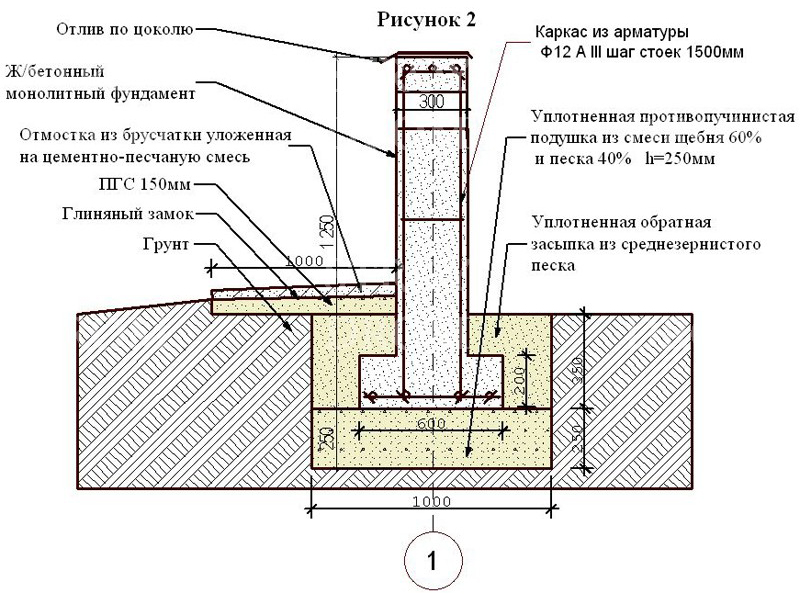 Рисунок 2
Отлив по цоколю
Каркас из арматуры
Ф12 А III шаг стоек 1500мм
Ж/бетонный
монолитный фундамент
300
Уплотненная противопучинистая
подушка из смеси щебня 60%
и песка 40% h=250мм
Отмостка из брусчатки уложенная
на цементно-песчаную смесь
ПГС 150мм
Глиняный замок
Грунт
1250
Уплотненная обратная
засыпка из среднезернистого
песка
1000
200
350
600
250
250
1000
1